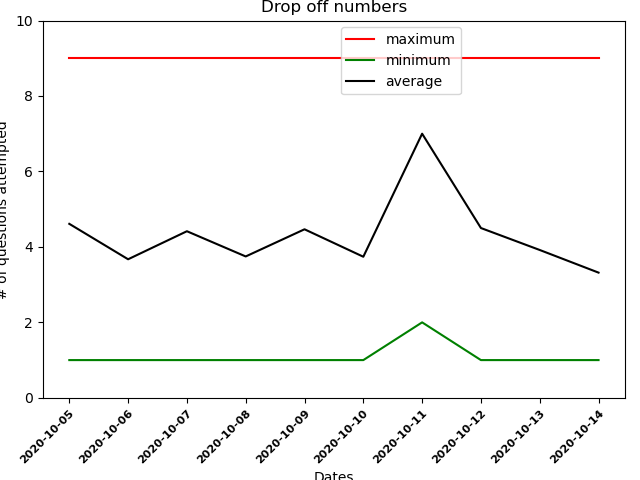 Drop off numbers
maximum
minimum
average
# of questions attempted
10
8
6
4
2
0
2020-10-05
2020-10-06
2020-10-07
2020-10-08
2020-10-09
2020-10-10
2020-10-11
2020-10-12
2020-10-13
2020-10-14
Dates